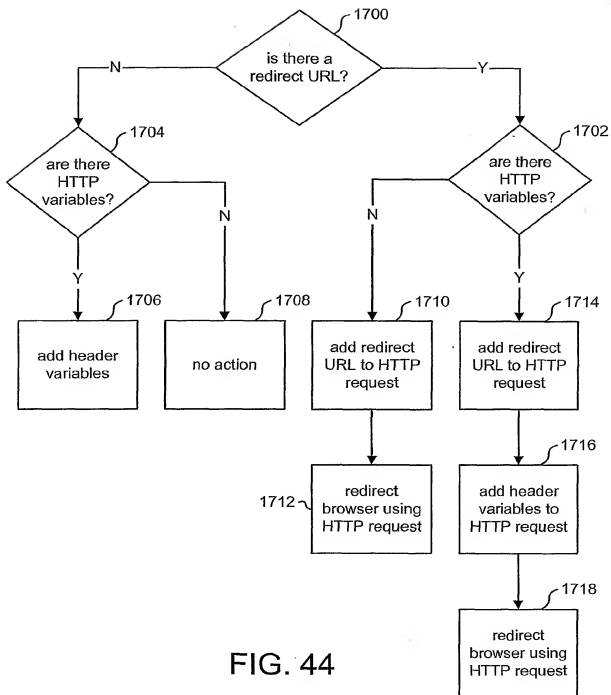 1700
is there a
redirect URL?
N
Y
1704
are there
HTTP
variables?
N
Y
1702
are there
HTTP
variables?
N
Y
1706
add header
variables
1708
no action
1710
add redirect
URL to HTTP
request
1714
add redirect
URL to HTTP
request
1712
redirect
browser using
HTTP request
1716
add header
variables to
HTTP request
1718
redirect
browser using
HTTP request
FIG. 44